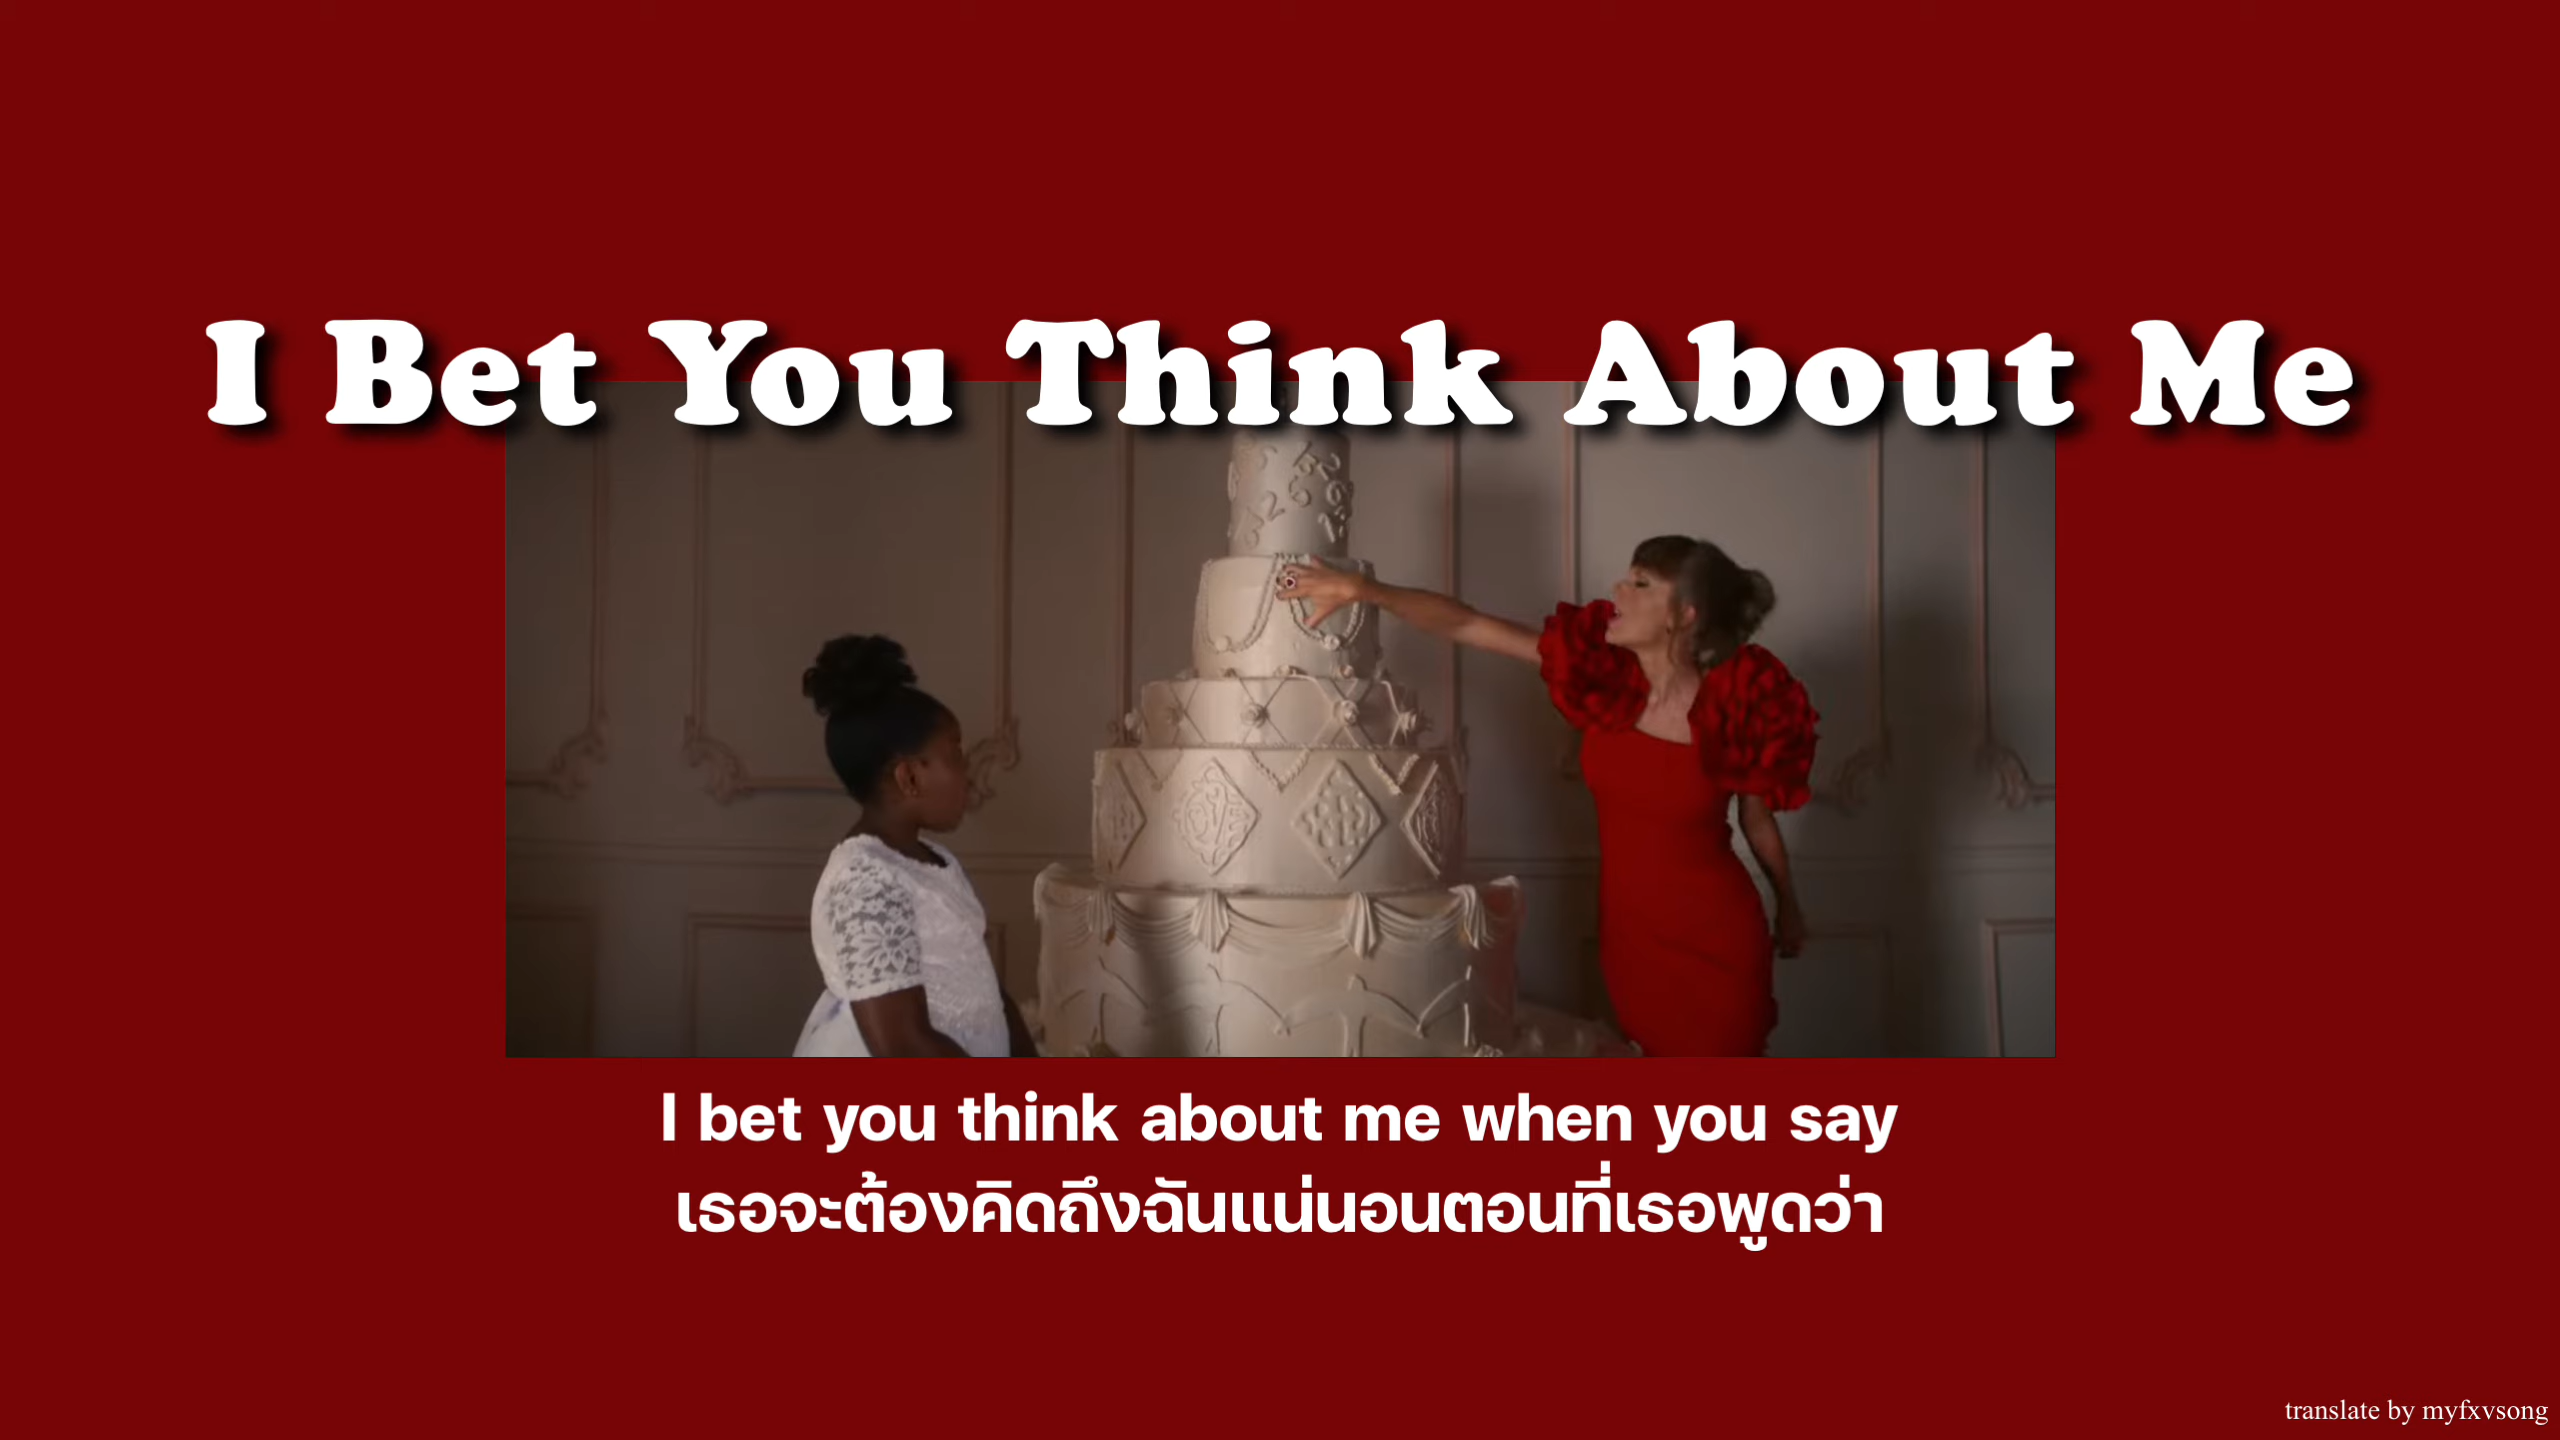 I Bet You Think About Me
I bet you think about me when you say
เธอจะต้องคิดถึงฉันแน่นอนตอนที่เธอพูดว่า
translate by myfxvsong